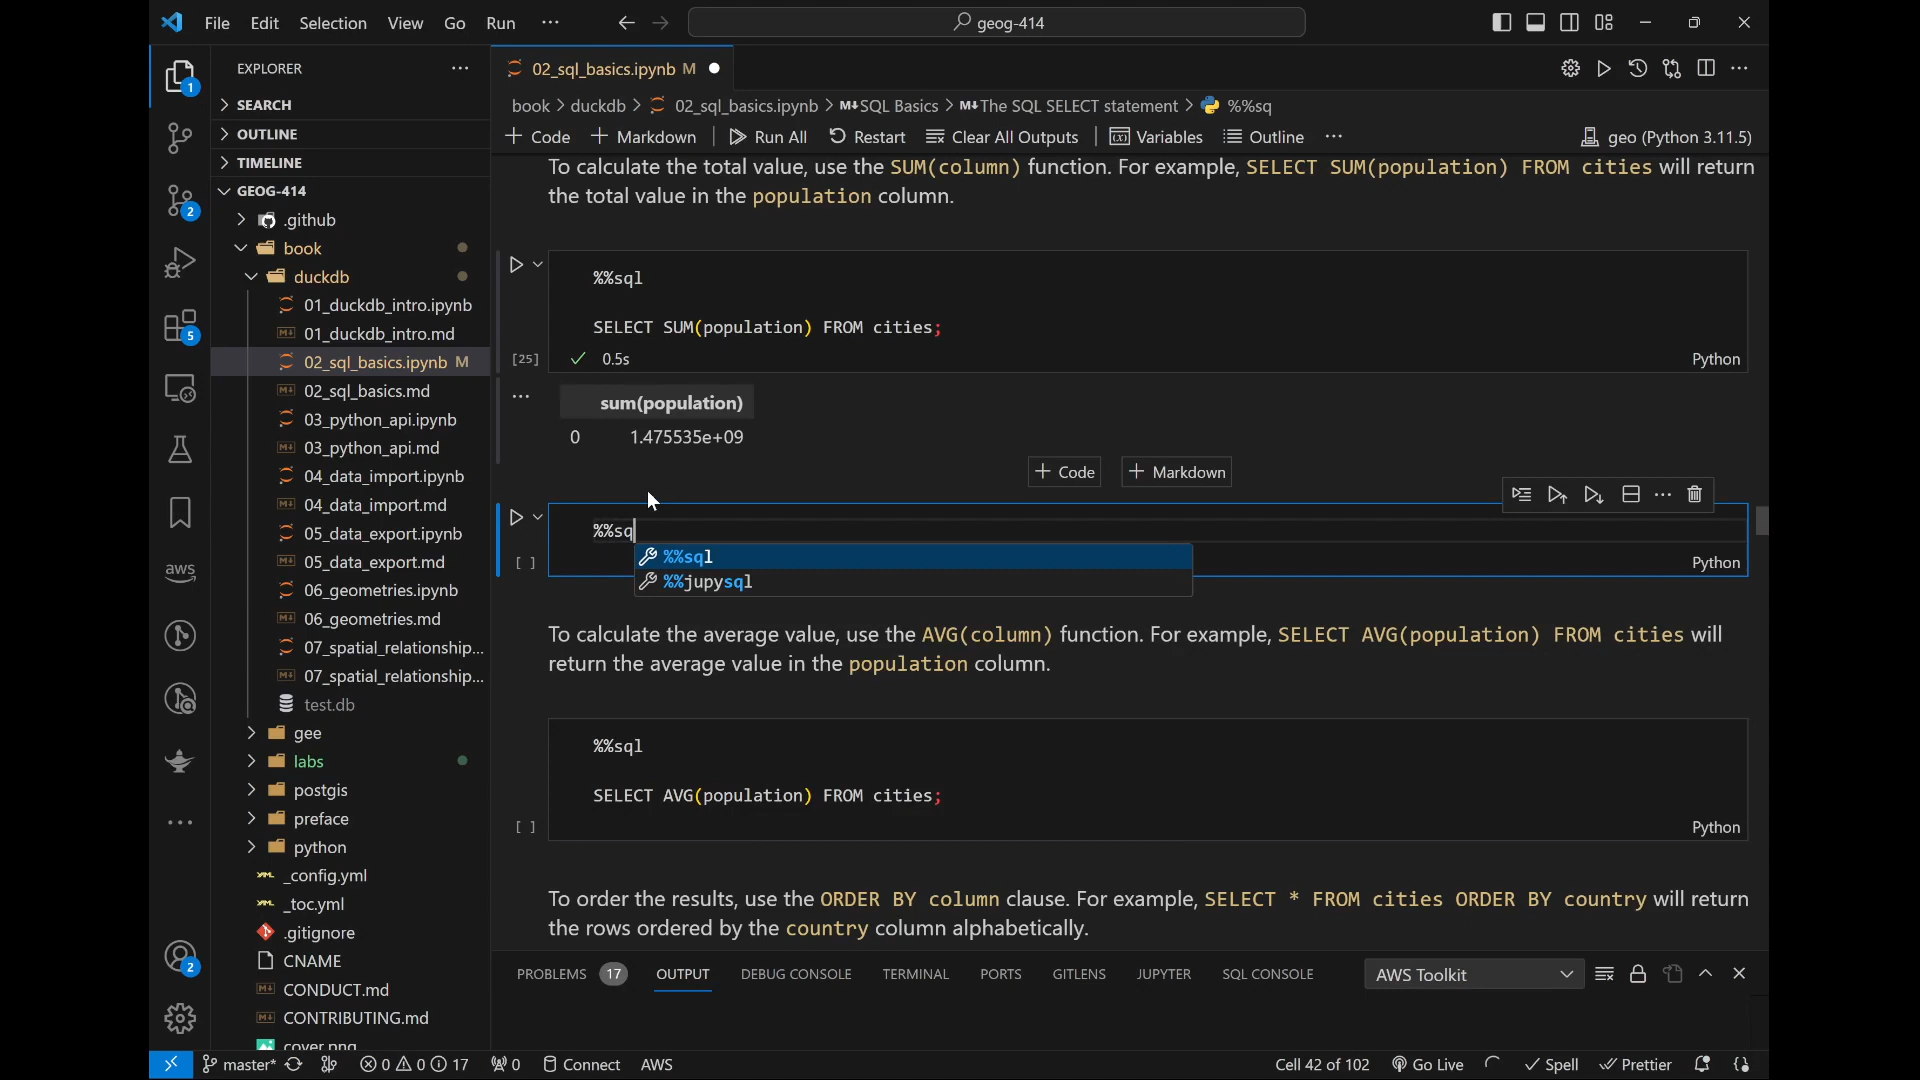 File Edit Selection View Go Run ··· geog-414
EXPLORER
SEARCH
OUTLINE
TIMELINE
GEOG-414
.github
book
duckdb
01_duckdb_intro.ipynb
01_duckdb_intro.md
02_sql_basics.ipynb M
02_sql_basics.md
03_python_api.ipynb
03_python_api.md
04_data_import.ipynb
04_data_import.md
05_data_export.ipynb
05_data_export.md
06_geometries.ipynb
06_geometries.md
07_spatial_relationship...
07_spatial_relationship...
test.db
gee
labs
postgis
preface
python
_config.yml
_toc.yml
.gitignore
CNAME
CONDUCT.md
CONTRIBUTING.md
cover.png
1
2
5
aws
2
02_sql_basics.ipynb M
book > duckdb > 02_sql_basics.ipynb > M↓SQL Basics > M↓The SQL SELECT statement > %%sq
+ Code + Markdown Run All Restart Clear All Outputs Variables Outline ··· geo (Python 3.11.5)
To calculate the total value, use the SUM(column) function. For example, SELECT SUM(population) FROM cities will return
the total value in the population column.
%%sql
SELECT SUM(population) FROM cities;
[25] 0.5s Python
sum(population)
0 1.475535e+09
+ Code + Markdown
%%sq
%%sql
[ ] Python
%%jupysql
To calculate the average value, use the AVG(column) function. For example, SELECT AVG(population) FROM cities will
return the average value in the population column.
%%sql
SELECT AVG(population) FROM cities;
[ ] Python
To order the results, use the ORDER BY column clause. For example, SELECT * FROM cities ORDER BY country will return
the rows ordered by the country column alphabetically.
PROBLEMS 17 OUTPUT DEBUG CONSOLE TERMINAL PORTS GITLENS JUPYTER SQL CONSOLE AWS Toolkit
master* 0 0 17 0 Connect AWS Cell 42 of 102 Go Live Spell Prettier